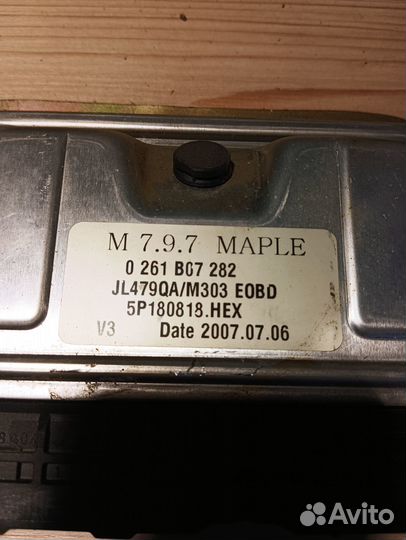 M 7.9.7 MAPLE
0 261 B07 282
JL479QA/M303 EOBD
5P180818.HEX
V3 Date 2007.07.06
Avito